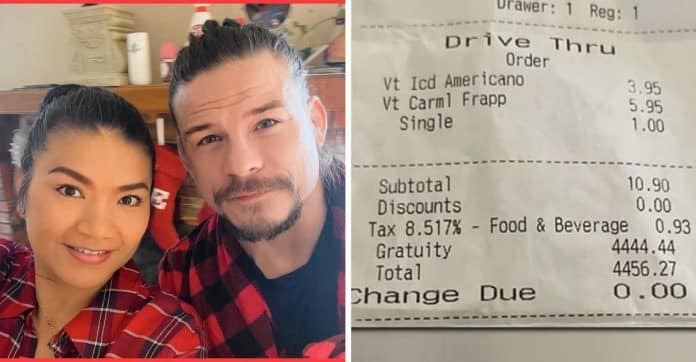 Drawer: 1 Reg: 1
Drive Thru
Order
Vt Icd Americano 3.95
Vt Carml Frapp 5.95
Single 1.00
Subtotal 10.90
Discounts 0.00
Tax 8.517% - Food & Beverage 0.93
Gratuity 4444.44
Total 4456.27
Change Due 0.00